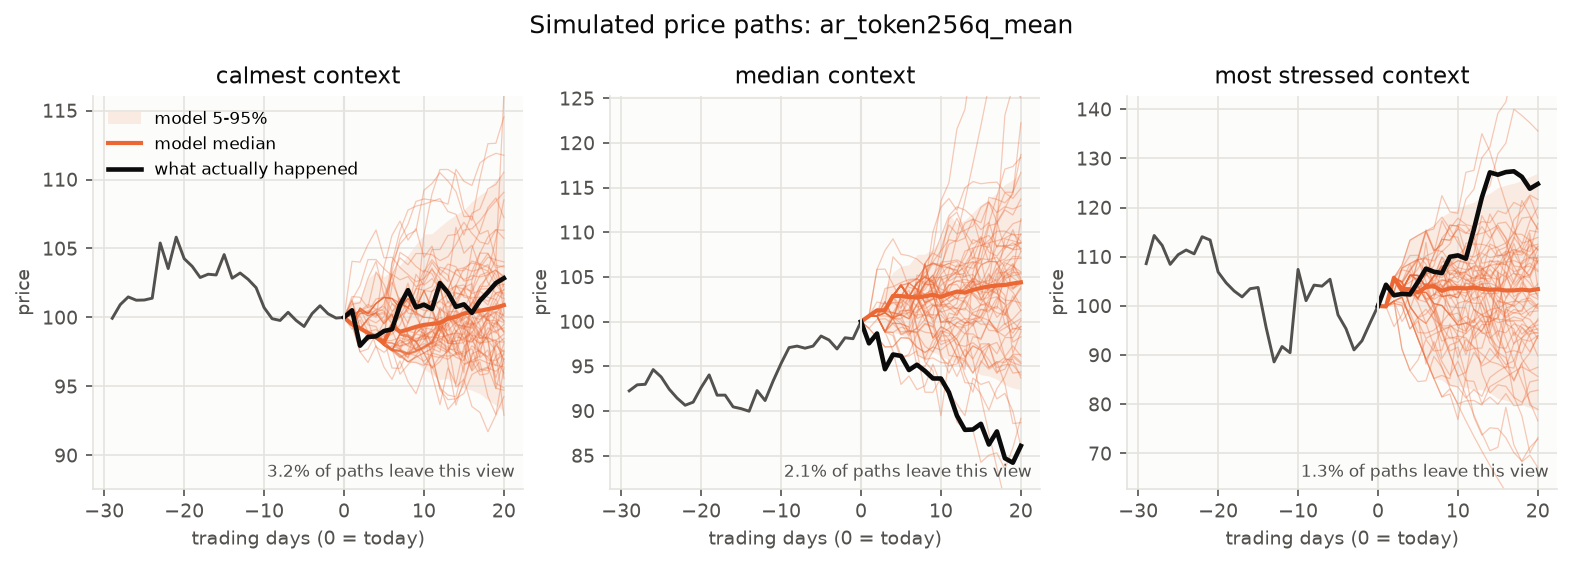 Simulated price paths: ar_token256q_mean
calmest context
median context
most stressed context
model 5-95%
model median
what actually happened
115
110
105
100
95
90
price
3.2% of paths leave this view
−30
−20
−10
0
10
20
trading days (0 = today)
125
120
115
110
105
100
95
90
85
price
2.1% of paths leave this view
−30
−20
−10
0
10
20
trading days (0 = today)
140
130
120
110
100
90
80
70
price
1.3% of paths leave this view
−30
−20
−10
0
10
20
trading days (0 = today)